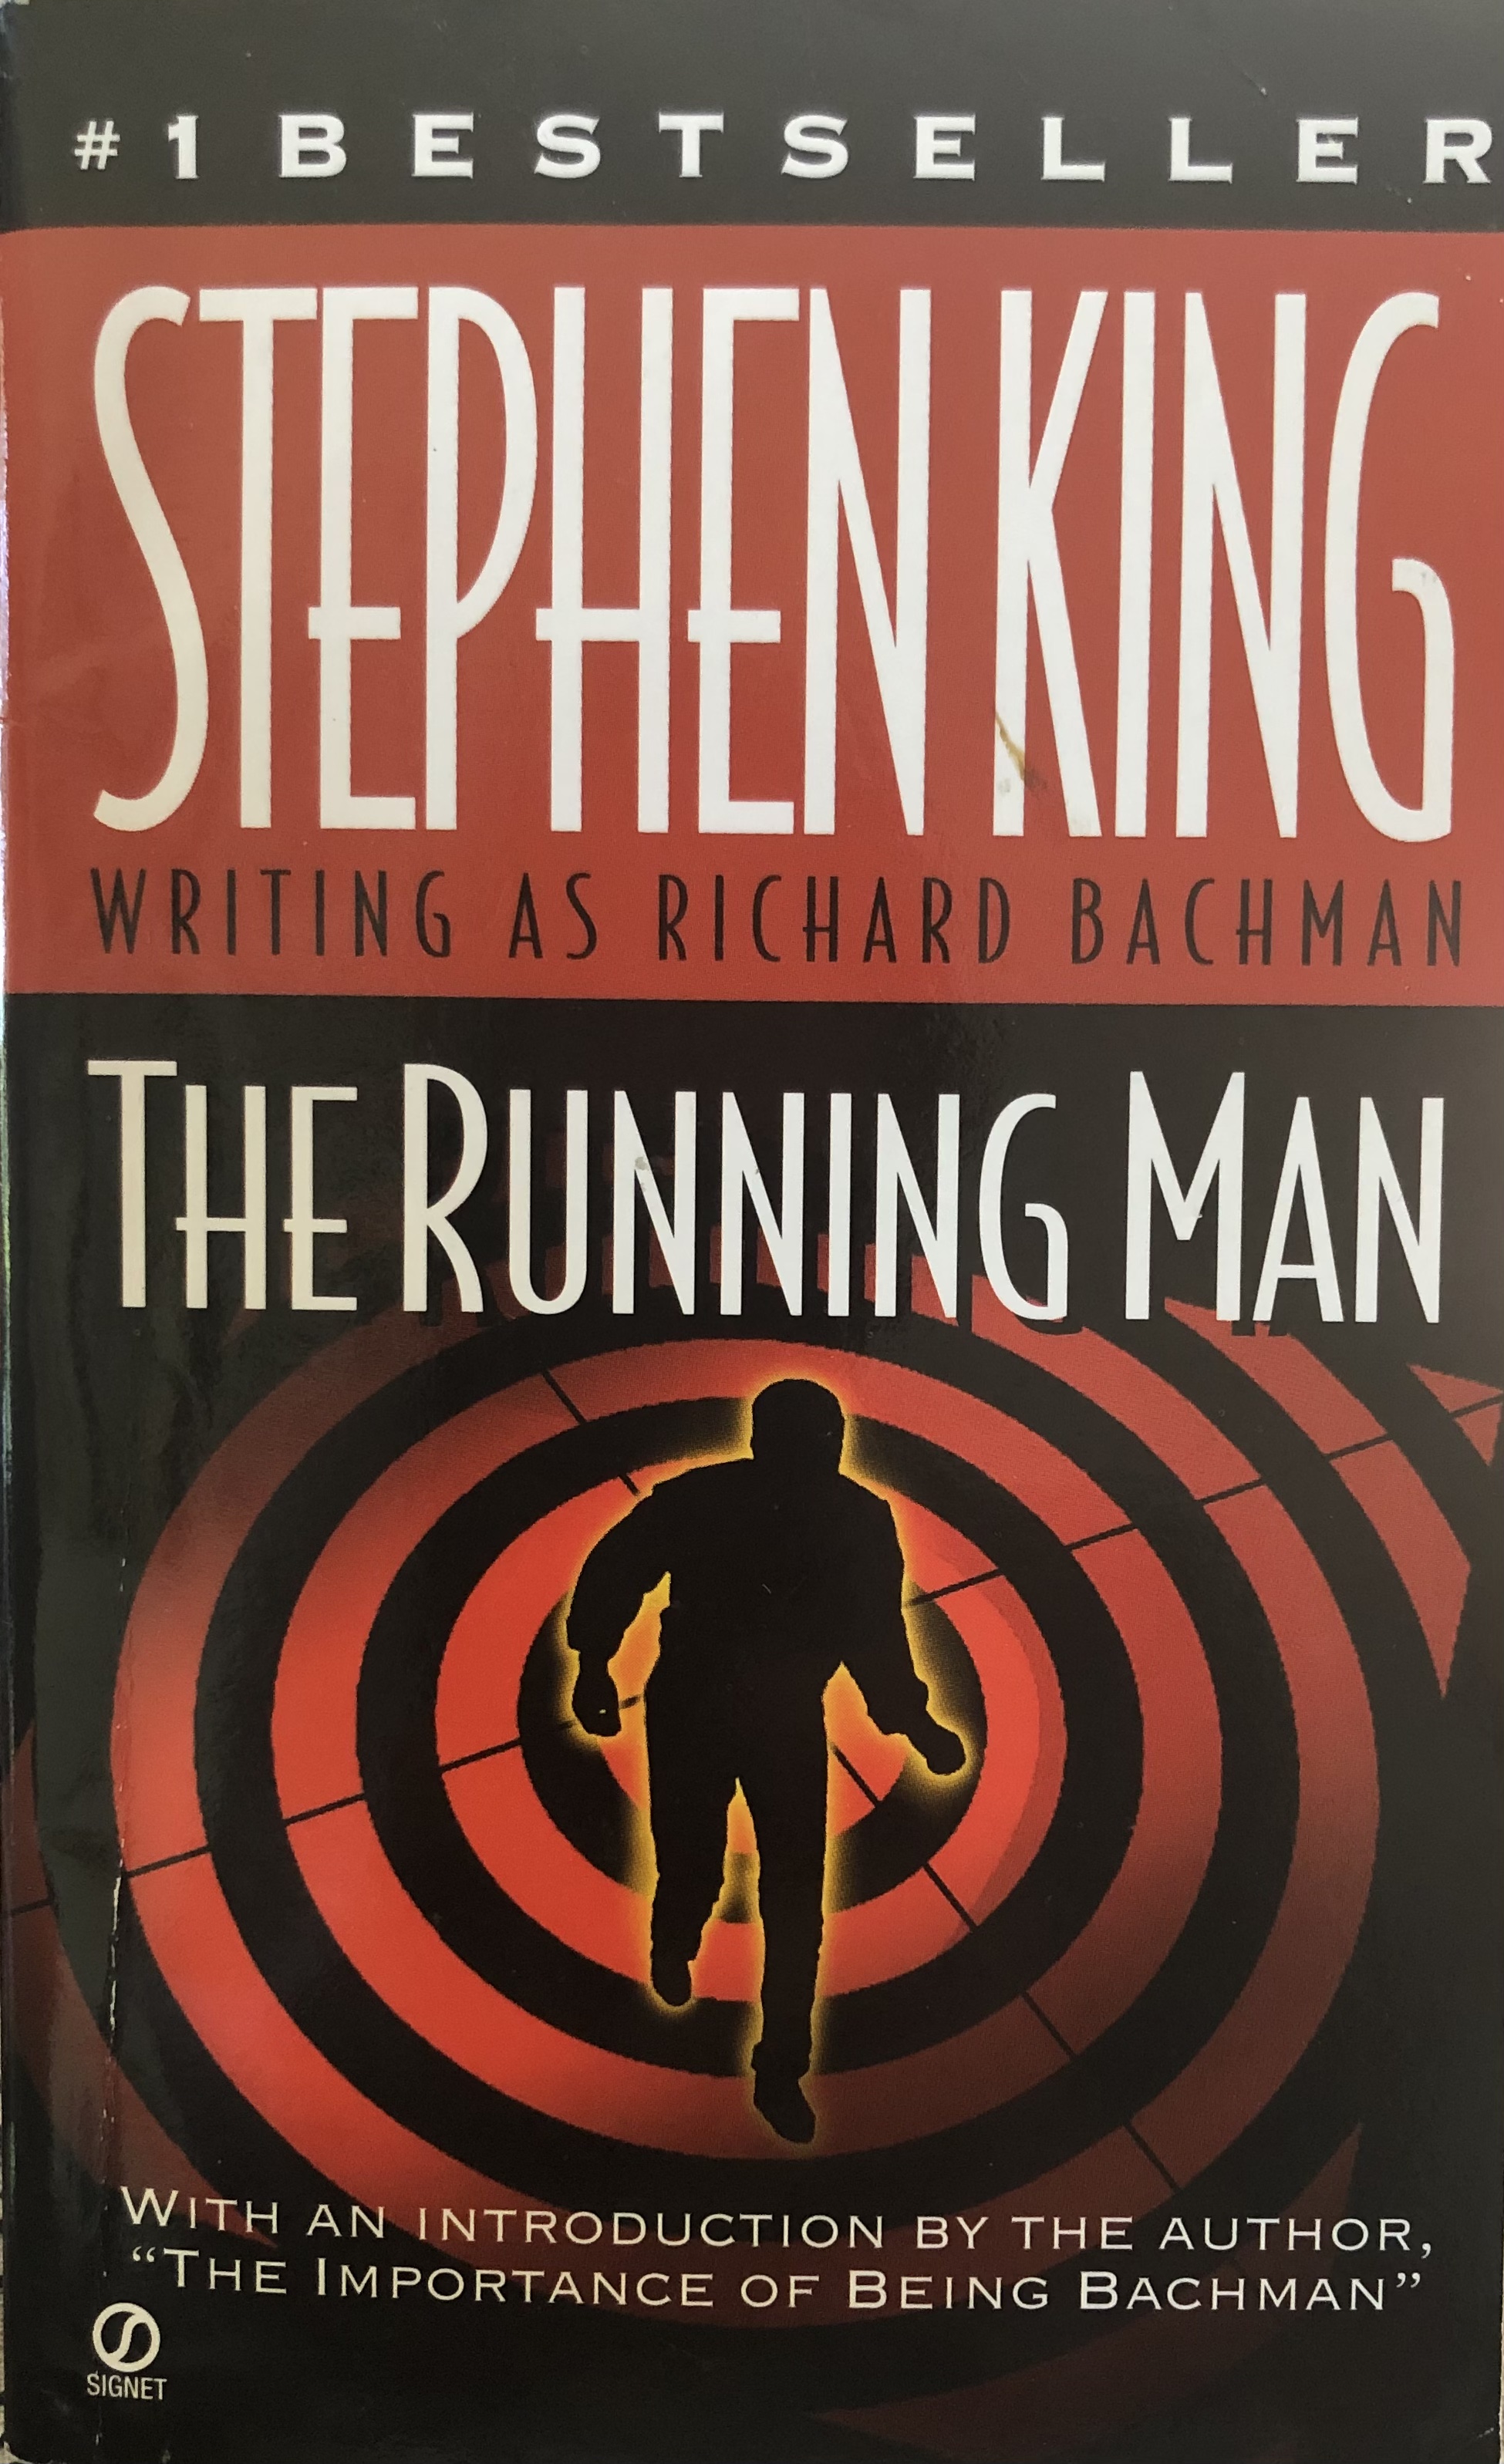 #1 BESTSELLER
STEPHEN KING
WRITING AS RICHARD BACHMAN
THE RUNNING MAN
WITH AN INTRODUCTION BY THE AUTHOR,
“THE IMPORTANCE OF BEING BACHMAN”
SIGNET